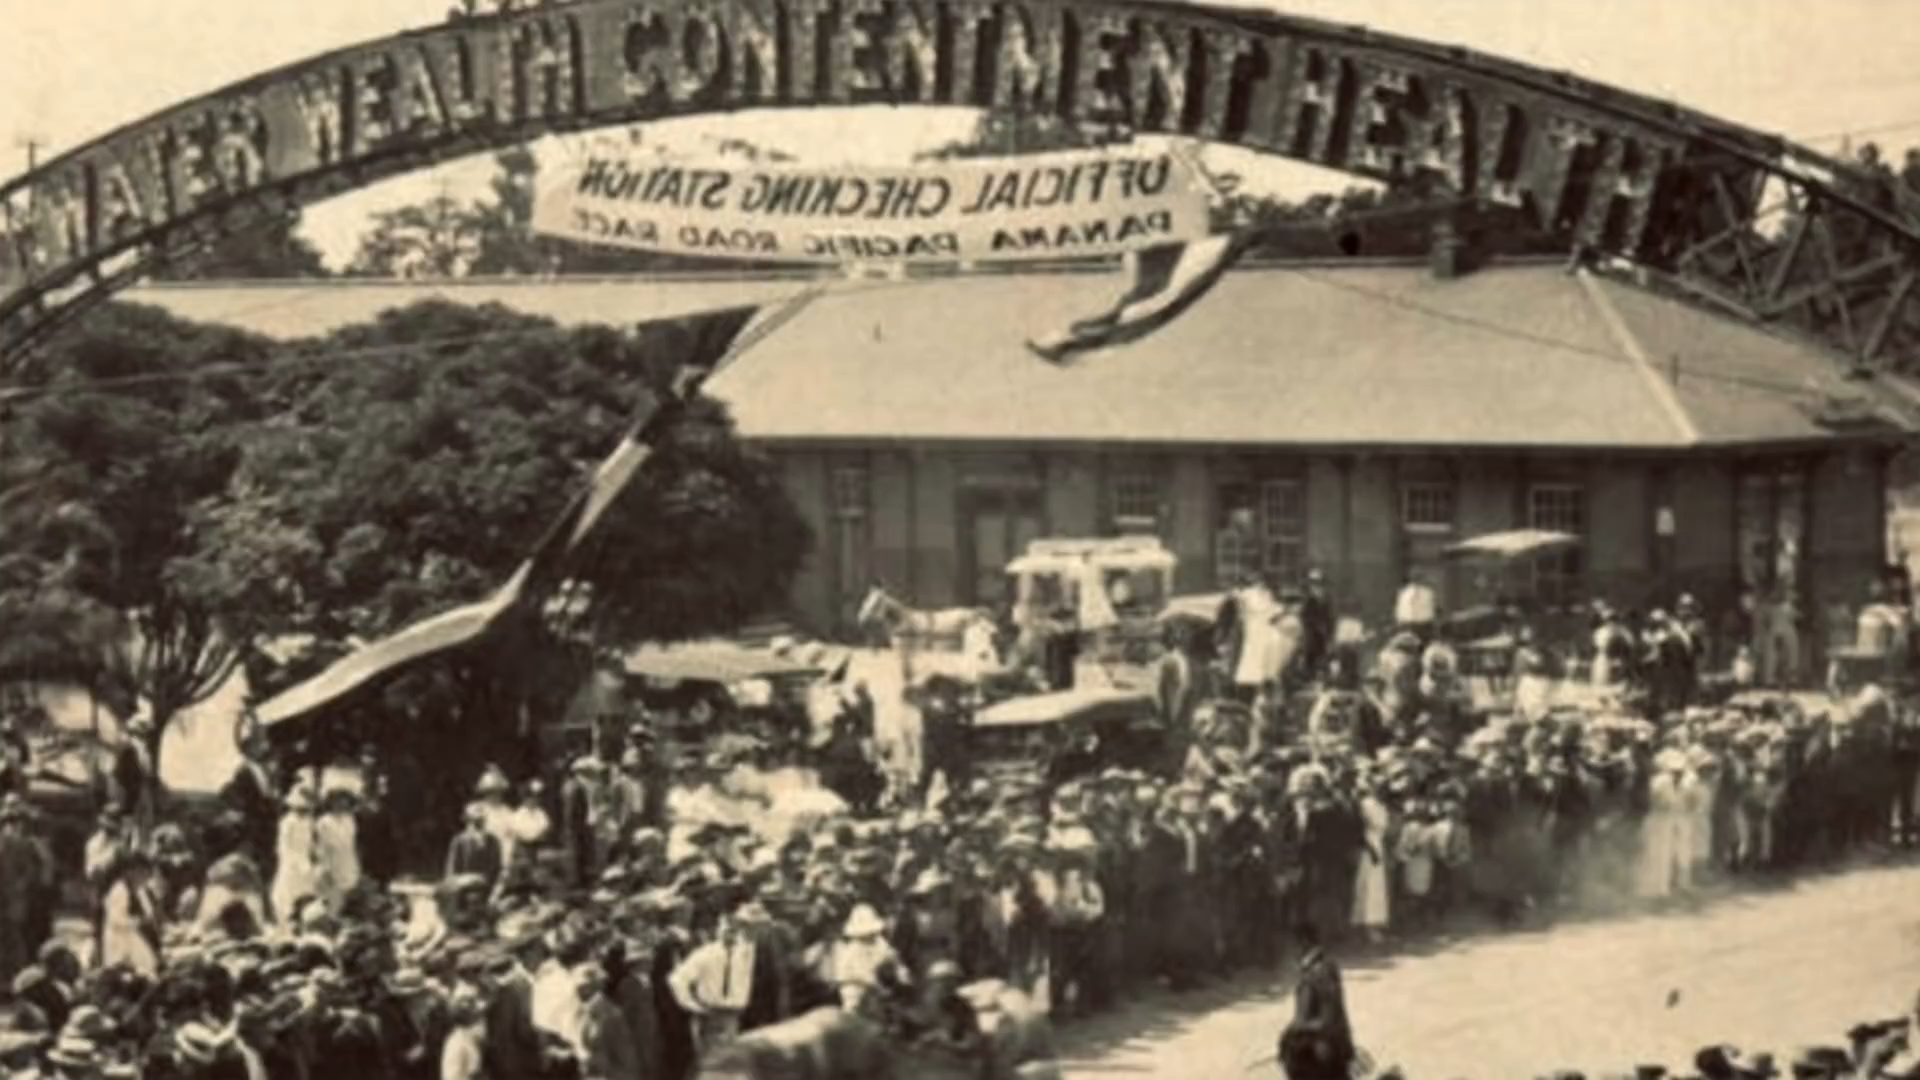 WATER WEALTH CONTENTMENT HEALTH
OFFICIAL CHECKING STATION
PANAMA PACIFIC ROAD RACE